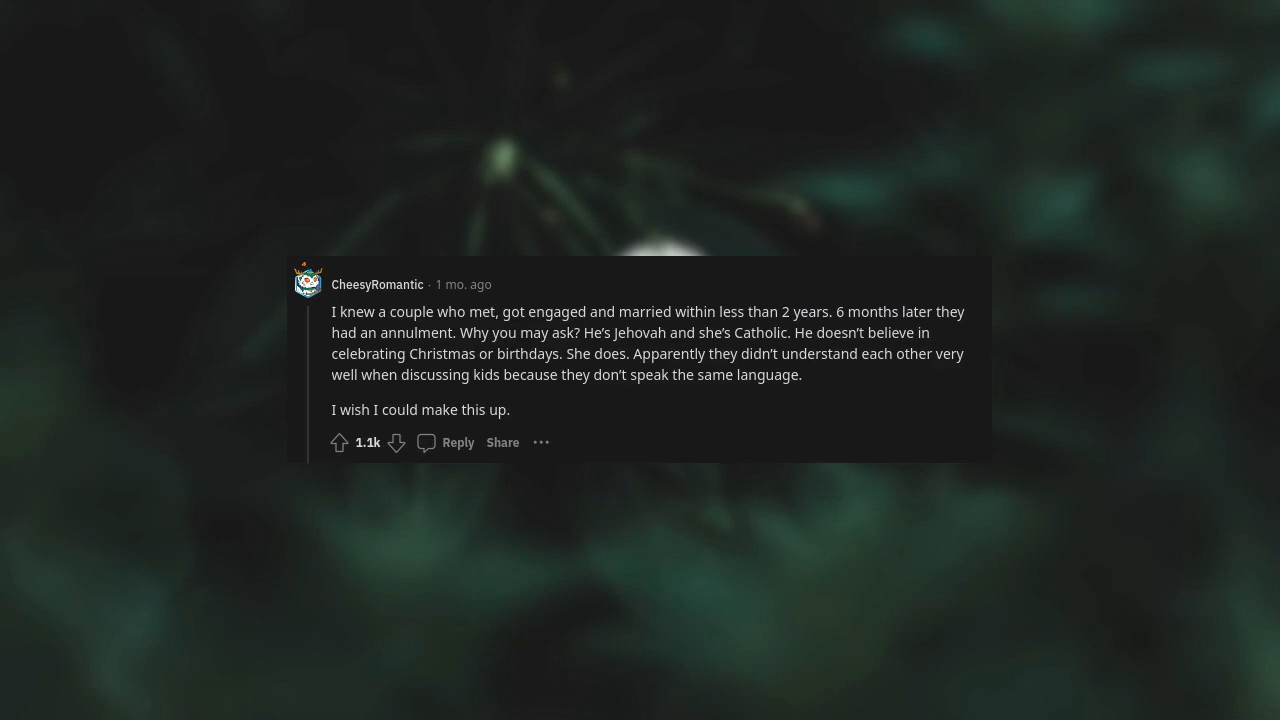 CheesyRomantic · 1 mo. ago
I knew a couple who met, got engaged and married within less than 2 years. 6 months later they
had an annulment. Why you may ask? He’s Jehovah and she’s Catholic. He doesn’t believe in
celebrating Christmas or birthdays. She does. Apparently they didn’t understand each other very
well when discussing kids because they don’t speak the same language.
I wish I could make this up.
1.1k Reply Share ···